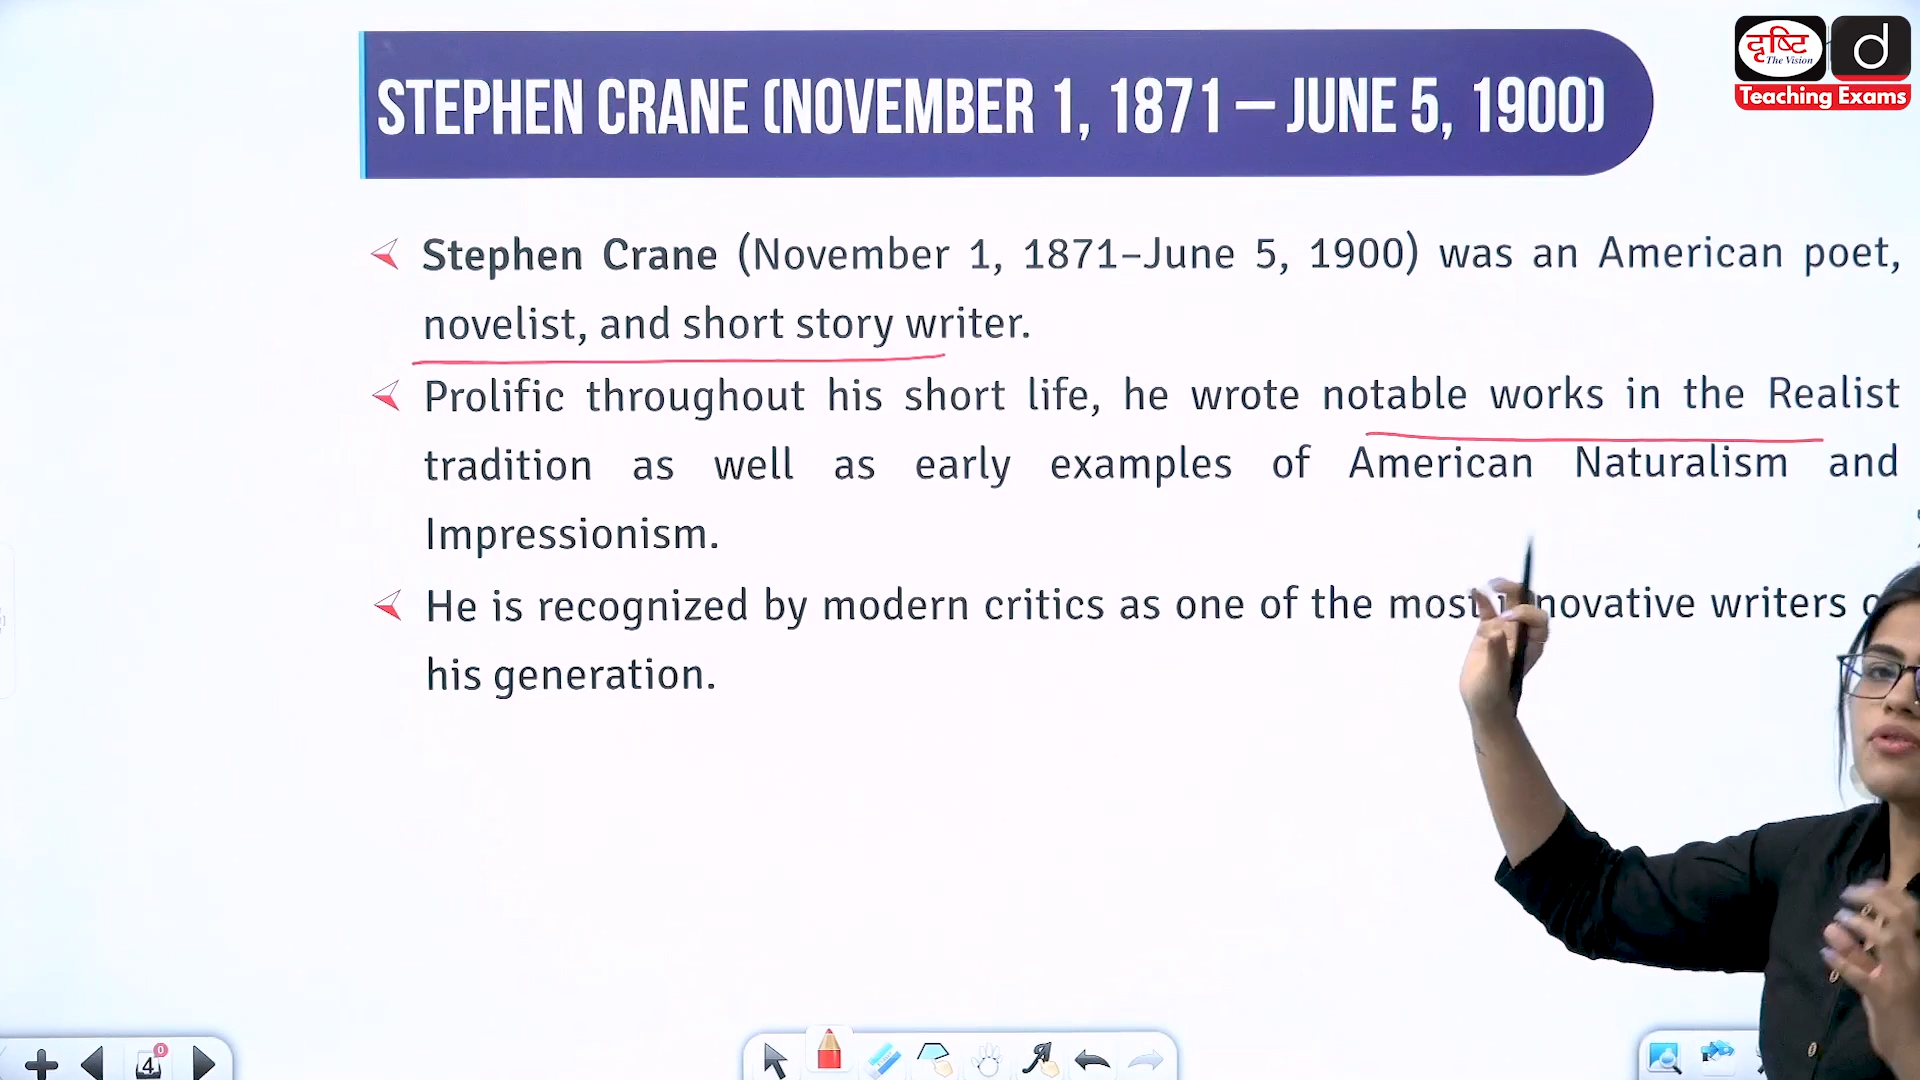 STEPHEN CRANE (NOVEMBER 1, 1871 – JUNE 5, 1900)
दृष्टि
The Vision
d
Teaching Exams
Stephen Crane (November 1, 1871–June 5, 1900) was an American poet,
novelist, and short story writer.
Prolific throughout his short life, he wrote notable works in the Realist
tradition as well as early examples of American Naturalism and
Impressionism.
He is recognized by modern critics as one of the most writers
his generation.
4
0